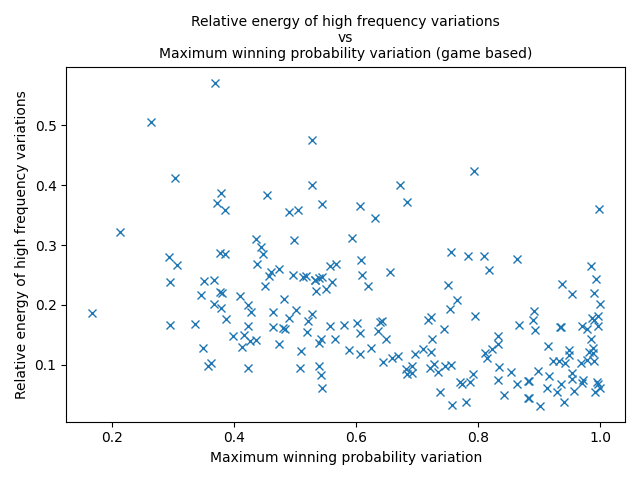 Relative energy of high frequency variations
vs
Maximum winning probability variation (game based)
Relative energy of high frequency variations
0.5
0.4
0.3
0.2
0.1
0.2 0.4 0.6 0.8 1.0
Maximum winning probability variation